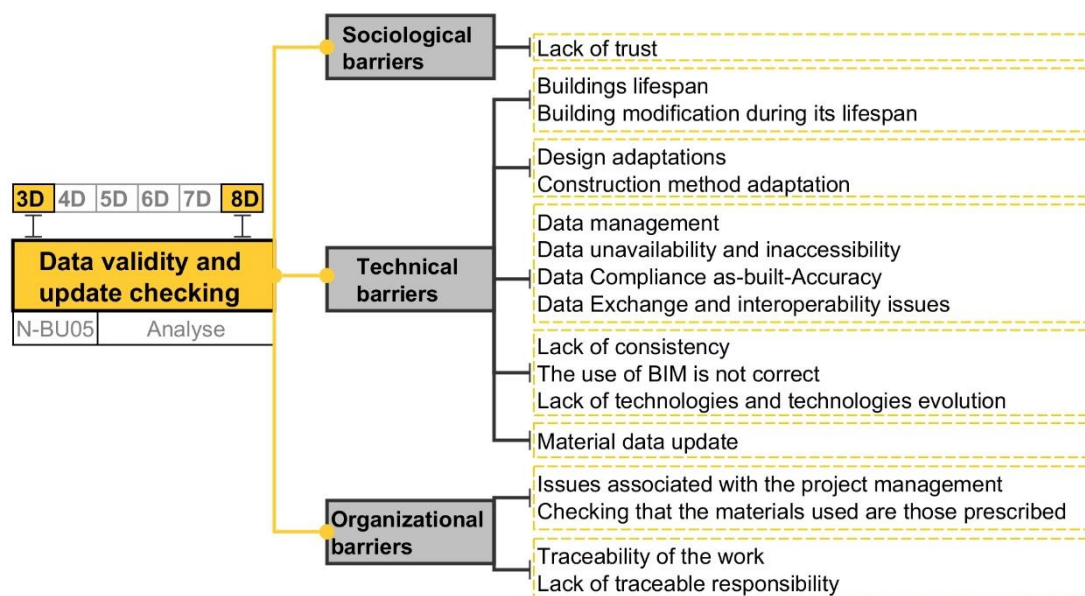 3D 4D 5D 6D 7D 8D
Data validity and
update checking
N-BU05 Analyse
Sociological
barriers
Lack of trust
Technical
barriers
Buildings lifespan
Building modification during its lifespan
Design adaptations
Construction method adaptation
Data management
Data unavailability and inaccessibility
Data Compliance as-built-Accuracy
Data Exchange and interoperability issues
Lack of consistency
The use of BIM is not correct
Lack of technologies and technologies evolution
Material data update
Organizational
barriers
Issues associated with the project management
Checking that the materials used are those prescribed
Traceability of the work
Lack of traceable responsibility